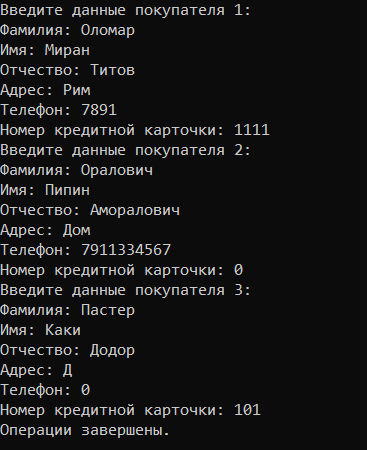 Введите данные покупателя 1:
Фамилия: Оломар
Имя: Миран
Отчество: Титов
Адрес: Рим
Телефон: 7891
Номер кредитной карточки: 1111
Введите данные покупателя 2:
Фамилия: Оралович
Имя: Пипин
Отчество: Аморалович
Адрес: Дом
Телефон: 7911334567
Номер кредитной карточки: 0
Введите данные покупателя 3:
Фамилия: Пастер
Имя: Каки
Отчество: Додор
Адрес: Д
Телефон: 0
Номер кредитной карточки: 101
Операции завершены.